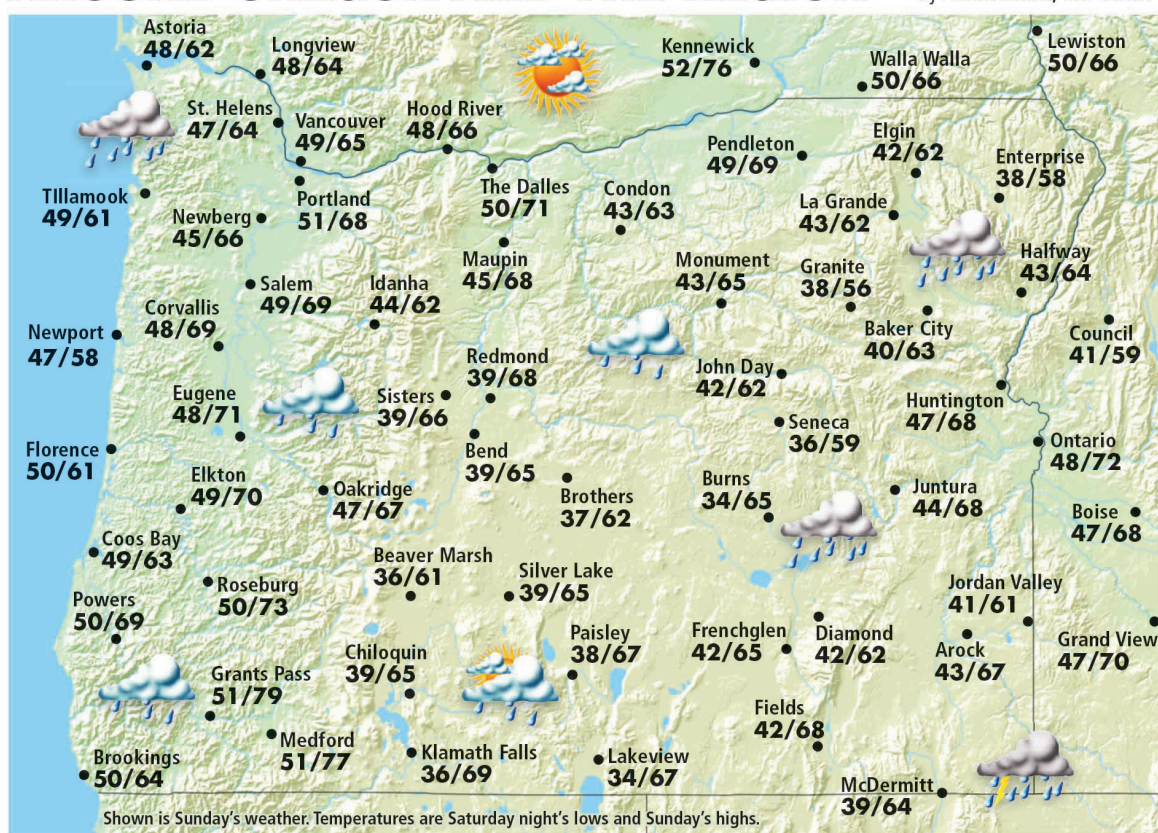 Astoria
48/62
Longview
48/64
Kennewick
52/76
Walla Walla
50/66
Lewiston
50/66
St. Helens
47/64
Vancouver
49/65
Hood River
48/66
Pendleton
49/69
Elgin
42/62
Enterprise
38/58
TIllamook
49/61
Newberg
45/66
Portland
51/68
The Dalles
50/71
Condon
43/63
La Grande
43/62
Salem
49/69
Idanha
44/62
Maupin
45/68
Monument
43/65
Granite
38/56
Halfway
43/64
Corvallis
48/69
Newport
47/58
Baker City
40/63
Council
41/59
Redmond
39/68
John Day
42/62
Eugene
48/71
Sisters
39/66
Huntington
47/68
Seneca
36/59
Florence
50/61
Bend
39/65
Ontario
48/72
Elkton
49/70
Oakridge
47/67
Brothers
37/62
Burns
34/65
Juntura
44/68
Boise
47/68
Coos Bay
49/63
Beaver Marsh
36/61
Silver Lake
39/65
Roseburg
50/73
Jordan Valley
41/61
Powers
50/69
Paisley
38/67
Frenchglen
42/65
Diamond
42/62
Arock
43/67
Grand View
47/70
Chiloquin
39/65
Grants Pass
51/79
Fields
42/68
Medford
51/77
Klamath Falls
36/69
Lakeview
34/67
Brookings
50/64
McDermitt
39/64
Shown is Sunday's weather. Temperatures are Saturday night's lows and Sunday's highs.